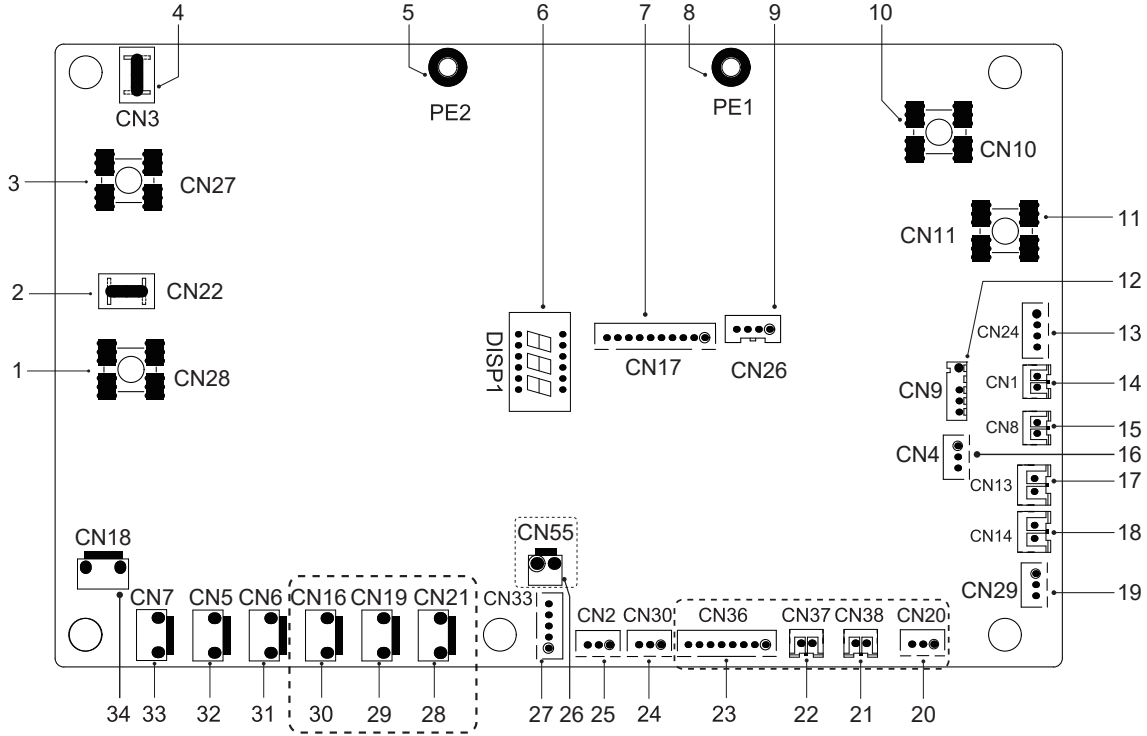 4 5 6 7 8 9 10
CN3
PE2
PE1
CN10
3
CN27
11
CN11
12
2
CN22
DISP1
CN17
CN26
CN24
13
1
CN28
CN9
CN1
14
CN8
15
CN4
16
CN13
17
CN18
CN55
CN14
18
CN7 CN5 CN6 CN16 CN19 CN21
CN33
CN2 CN30 CN36 CN37 CN38 CN20
CN29
19
34 33 32 31 30 29 28 27 26 25 24 23 22 21 20